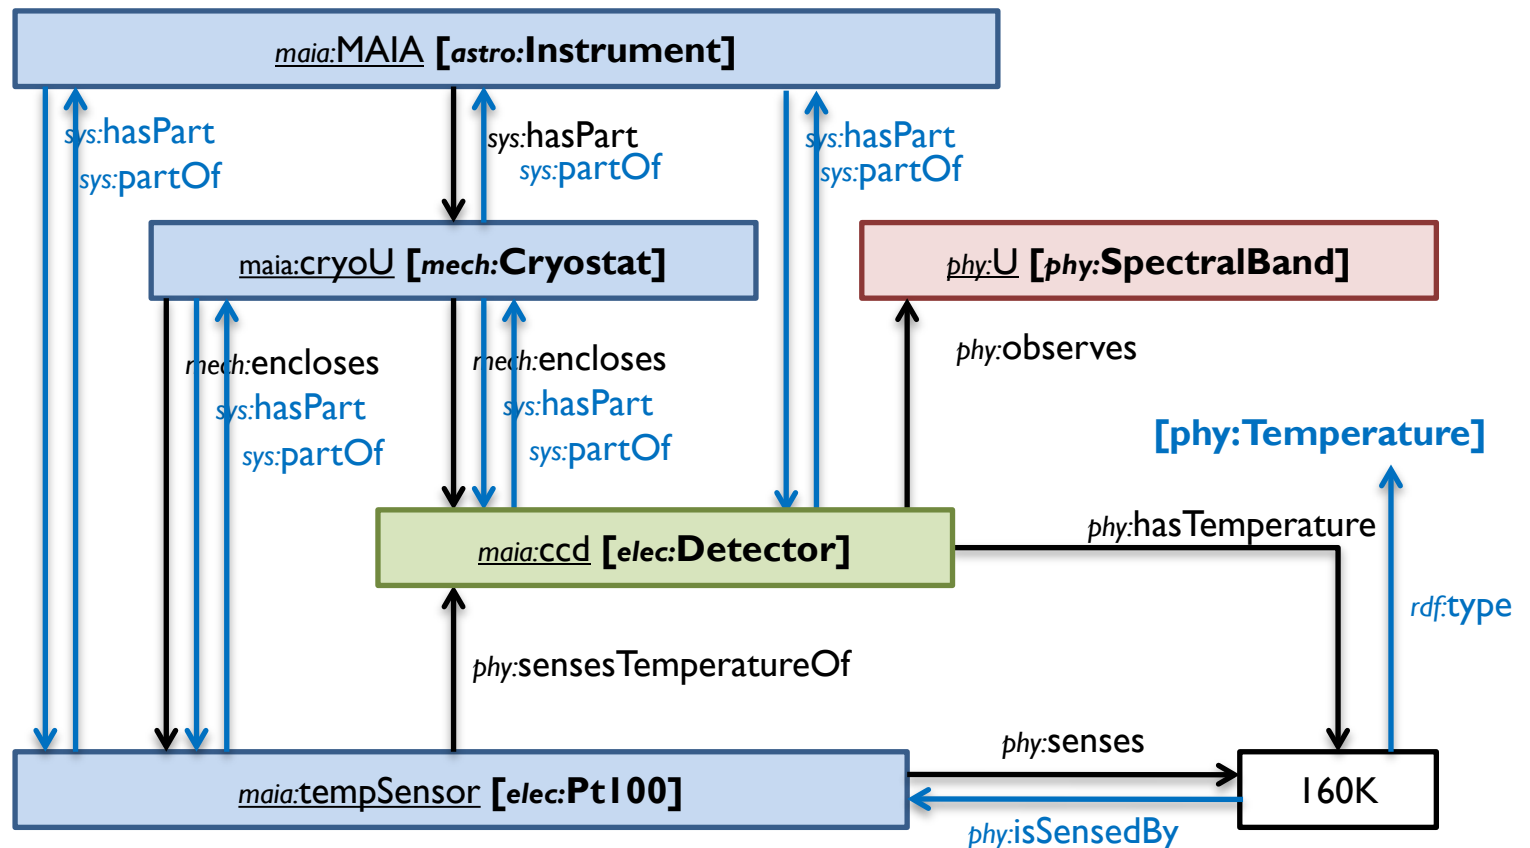 maia:MAIA [astro:Instrument]
sys:hasPart
sys:partOf
sys:hasPart
sys:partOf
sys:hasPart
sys:partOf
maia:cryoU [mech:Cryostat]
phy:U [phy:SpectralBand]
mech:encloses
sys:hasPart
sys:partOf
mech:encloses
sys:hasPart
sys:partOf
phy:observes
[phy:Temperature]
phy:hasTemperature
maia:ccd [elec:Detector]
rdf:type
phy:sensesTemperatureOf
phy:senses
maia:tempSensor [elec:Pt100]
160K
phy:isSensedBy